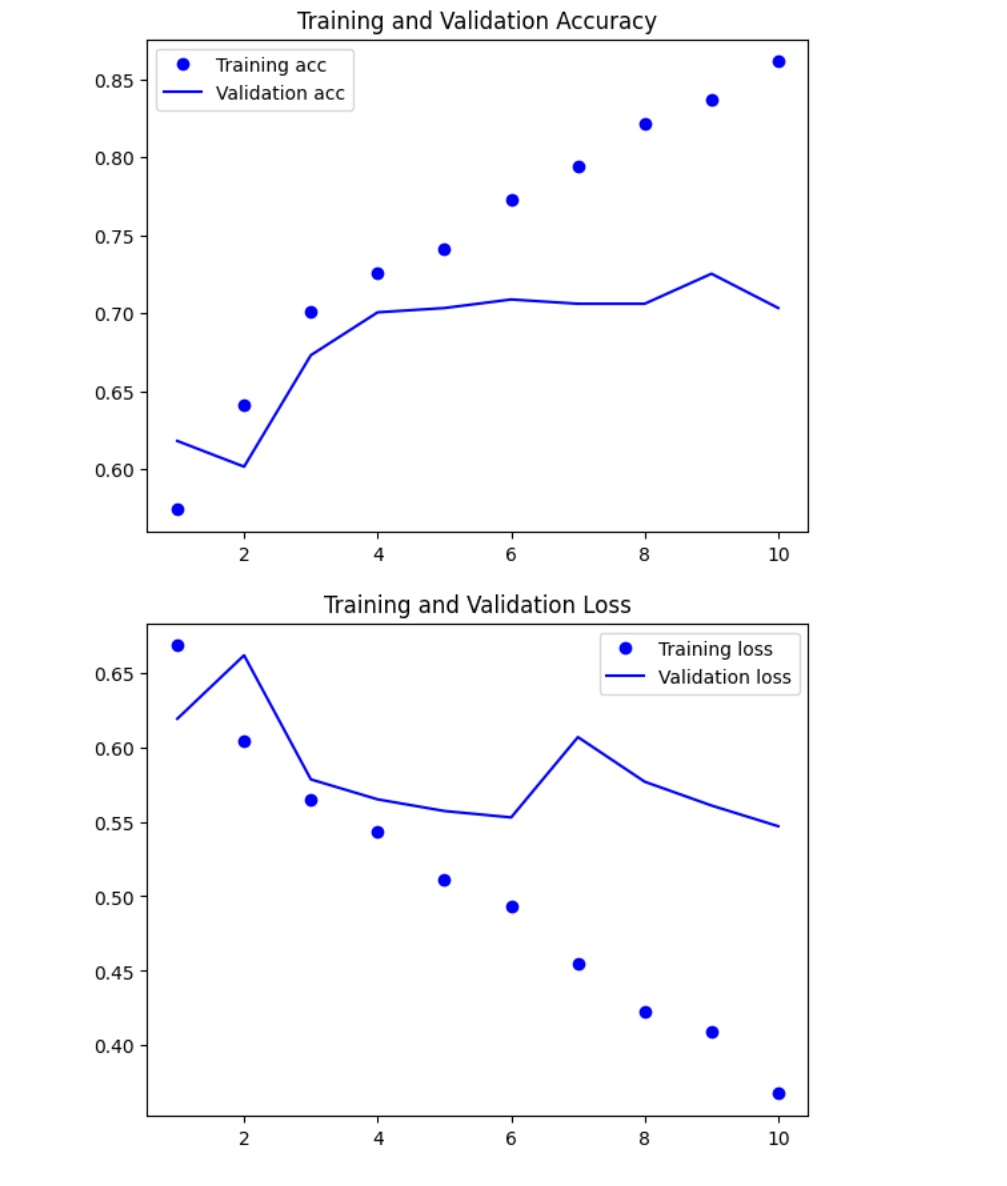 Training and Validation Accuracy
Training acc
Validation acc
0.85
0.80
0.75
0.70
0.65
0.60
2 4 6 8 10
Training and Validation Loss
Training loss
Validation loss
0.65
0.60
0.55
0.50
0.45
0.40
2 4 6 8 10